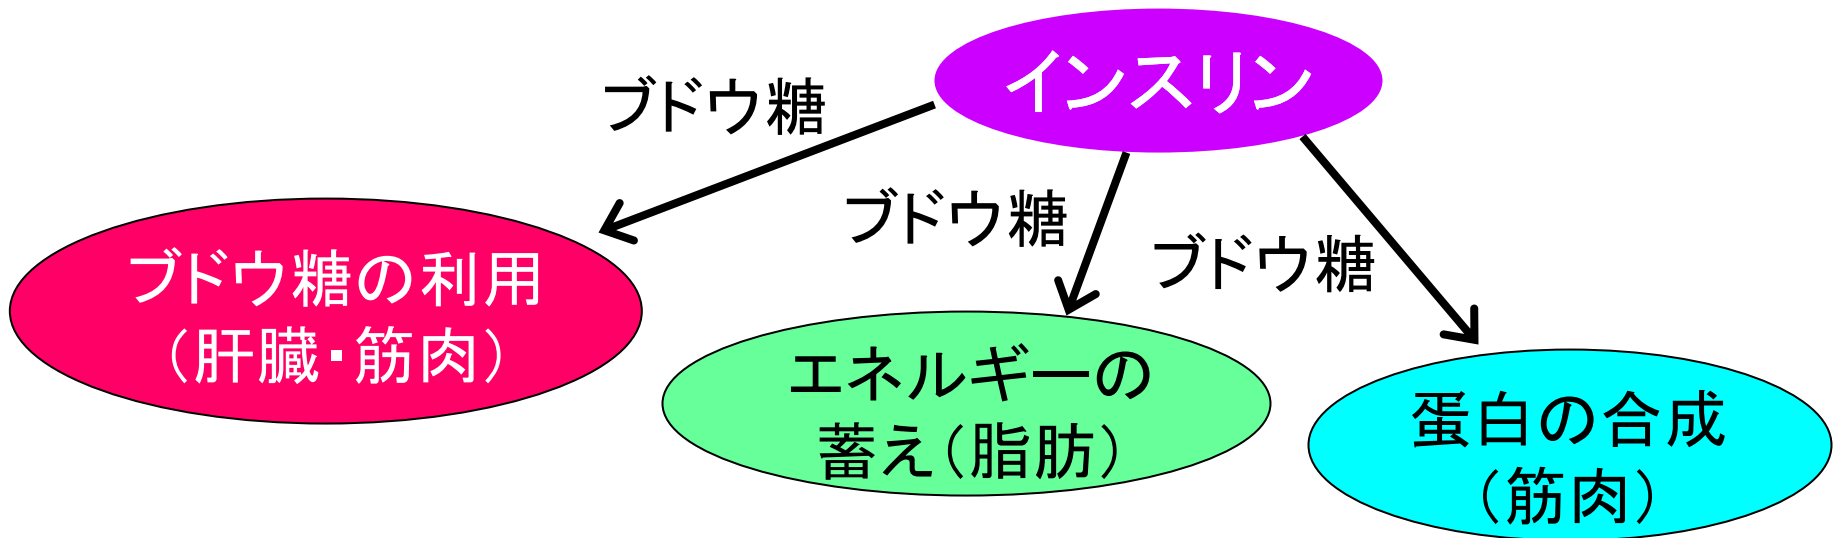 インスリン
ブドウ糖
ブドウ糖
ブドウ糖
ブドウ糖の利用
（肝臓・筋肉）
エネルギーの
蓄え（脂肪）
蛋白の合成
（筋肉）